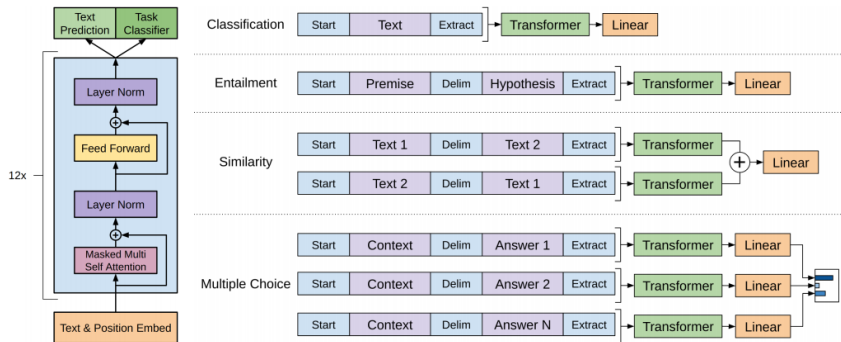 Text
Prediction
Task
Classifier
12x
Layer Norm
Feed Forward
Layer Norm
Masked Multi
Self Attention
Text & Position Embed
Classification
Start Text Extract Transformer Linear
Entailment
Start Premise Delim Hypothesis Extract Transformer Linear
Similarity
Start Text 1 Delim Text 2 Extract Transformer
Start Text 2 Delim Text 1 Extract Transformer
Linear
Multiple Choice
Start Context Delim Answer 1 Extract Transformer Linear
Start Context Delim Answer 2 Extract Transformer Linear
Start Context Delim Answer N Extract Transformer Linear